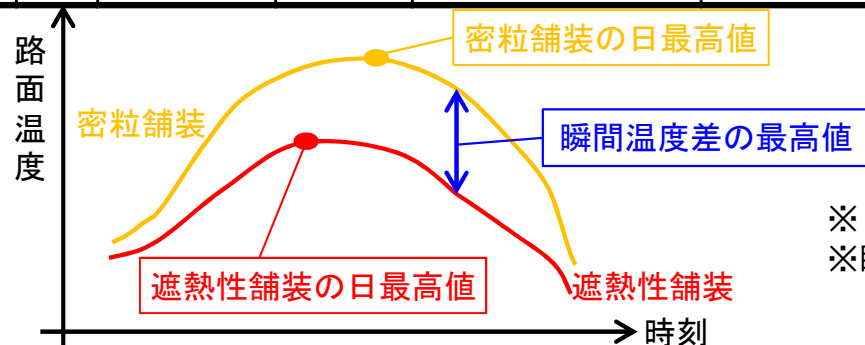 路面温度
密粒舗装の日最高値
密粒舗装
瞬間温度差の最高値
※
※
遮熱性舗装の日最高値
遮熱性舗装
時刻